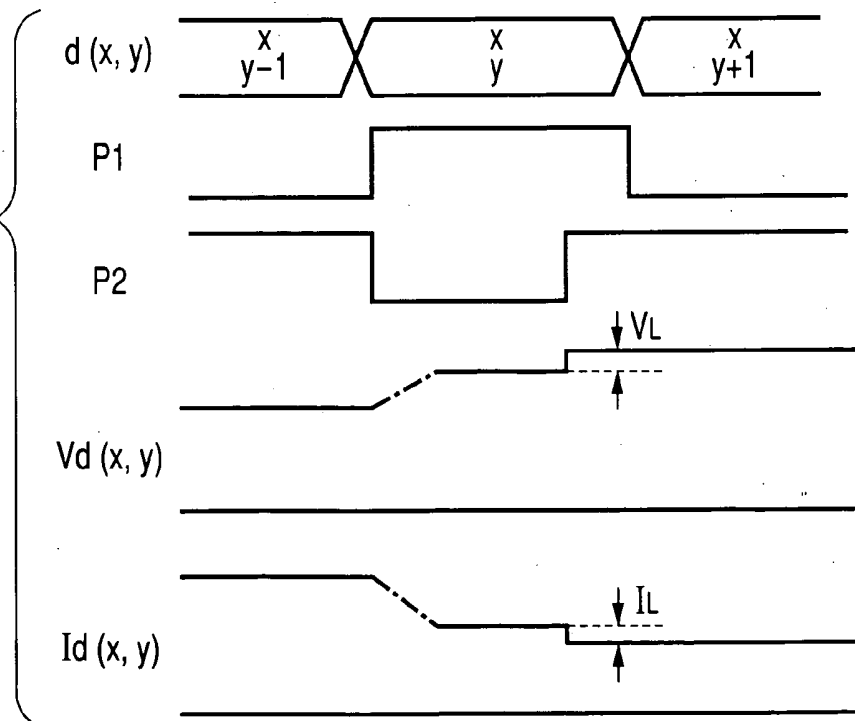 d (x, y)
x
y-1
x
y
x
y+1
P1
P2
VL
Vd (x, y)
IL
Id (x, y)